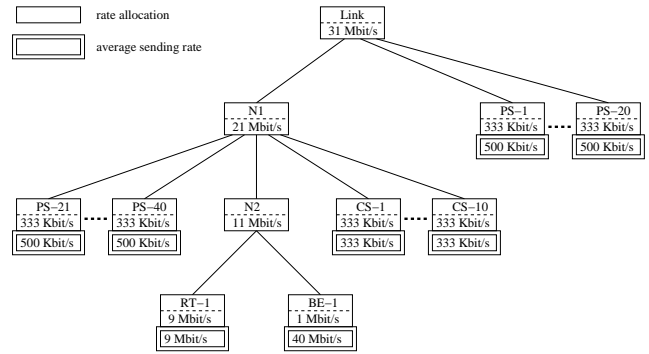 rate allocation
average sending rate
Link
31 Mbit/s
N1
21 Mbit/s
PS-1
333 Kbit/s
500 Kbit/s
PS-20
333 Kbit/s
500 Kbit/s
PS-21
333 Kbit/s
500 Kbit/s
PS-40
333 Kbit/s
500 Kbit/s
N2
11 Mbit/s
CS-1
333 Kbit/s
333 Kbit/s
CS-10
333 Kbit/s
333 Kbit/s
RT-1
9 Mbit/s
9 Mbit/s
BE-1
1 Mbit/s
40 Mbit/s